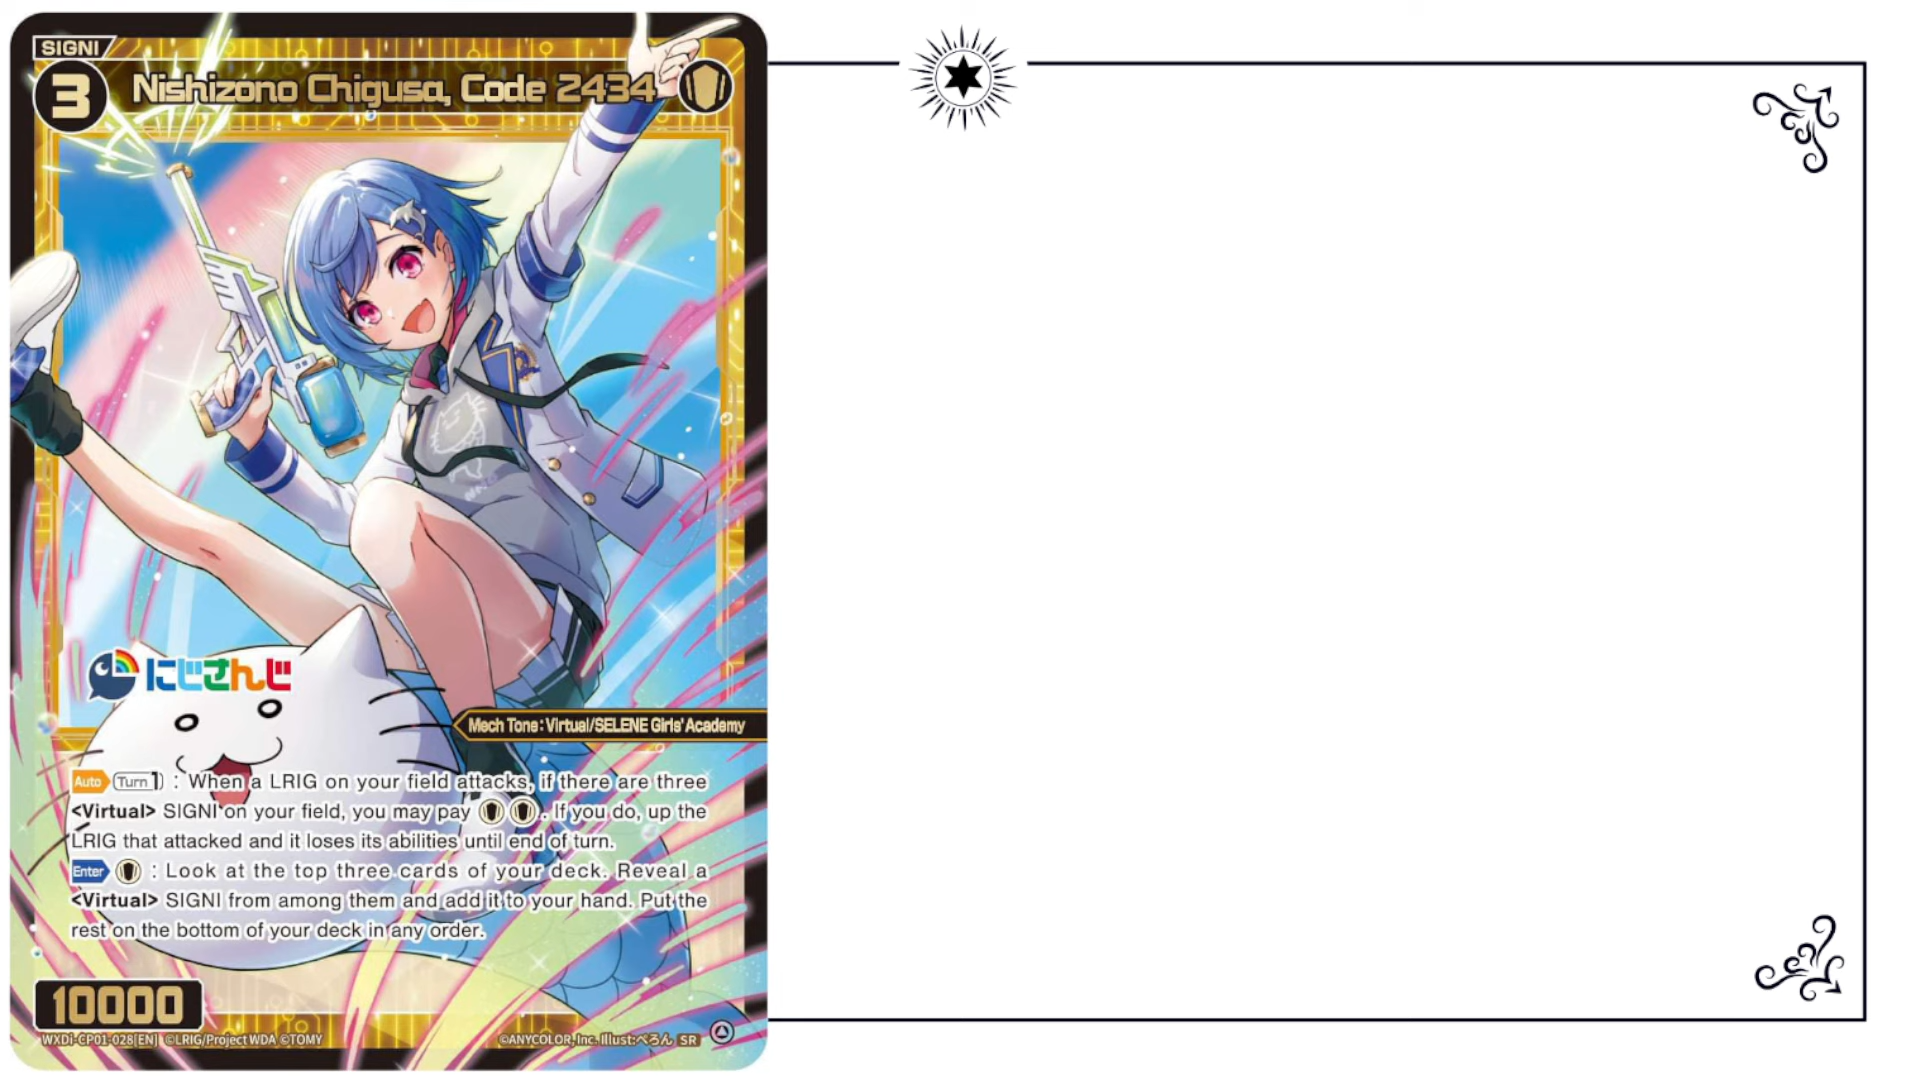 SIGNI
3
Nishizono Chigusa, Code 2434
にじさんじ
Mech Tone : Virtual/SELENE Girls' Academy
Auto Turn 1 : When a LRIG on your field attacks, if there are three
<Virtual> SIGNI on your field, you may pay . If you do, up the
LRIG that attacked and it loses its abilities until end of turn.
Enter : Look at the top three cards of your deck. Reveal a
<Virtual> SIGNI from among them and add it to your hand. Put the
rest on the bottom of your deck in any order.
10000
WXDi-CP01-028[EN] ©LRIG/Project WDA ©TOMY
©ANYCOLOR, Inc. Illust:ぺろん SR